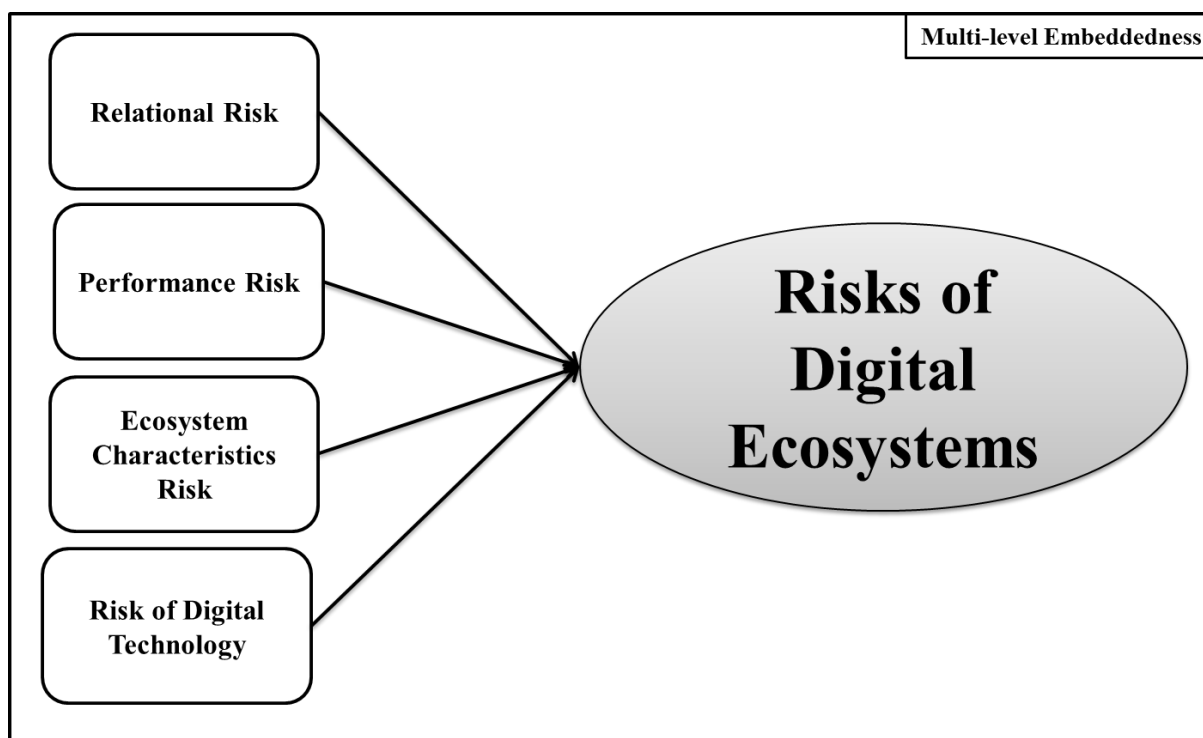 Multi-level Embeddedness
Relational Risk
Performance Risk
Ecosystem
Characteristics
Risk
Risk of Digital
Technology
Risks of
Digital
Ecosystems